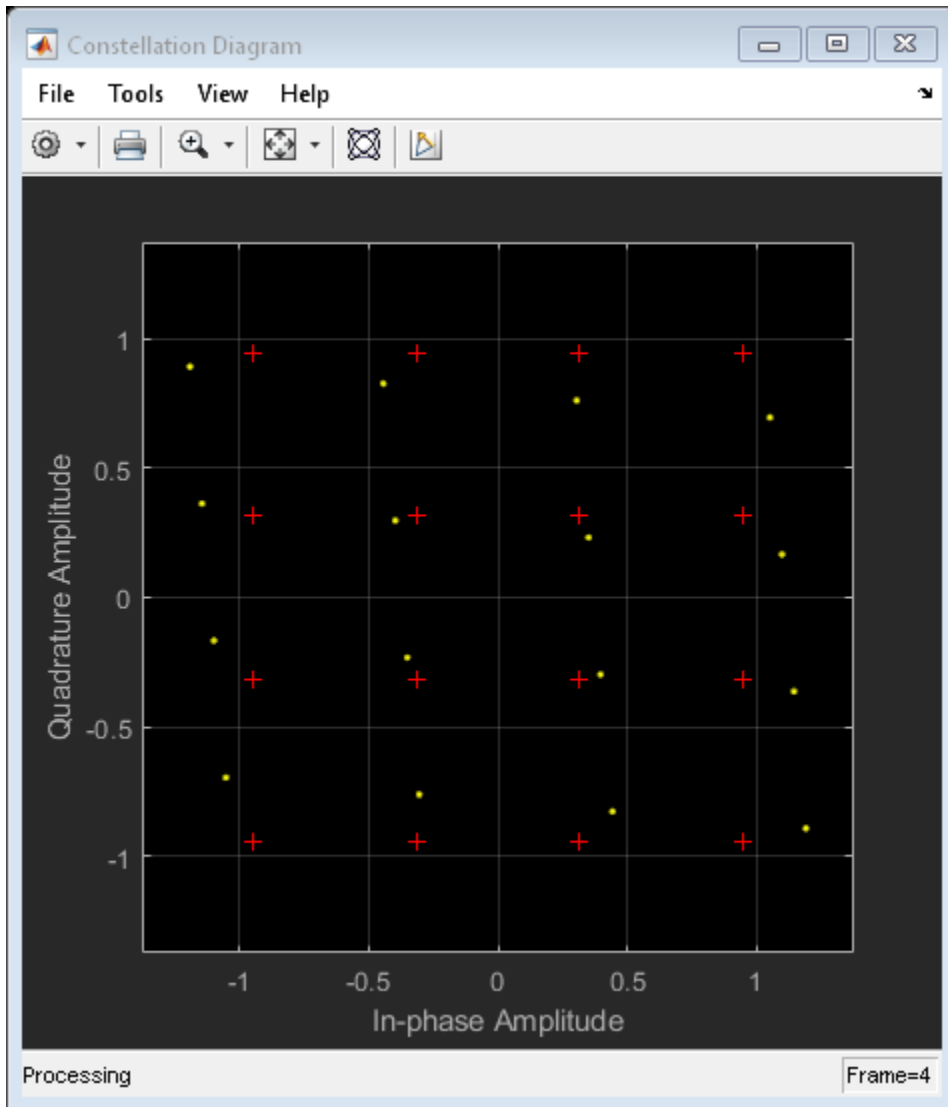 Constellation Diagram
File Tools View Help
1
0.5
0
-0.5
-1
Quadrature Amplitude
-1 -0.5 0 0.5 1
In-phase Amplitude
Processing Frame=4